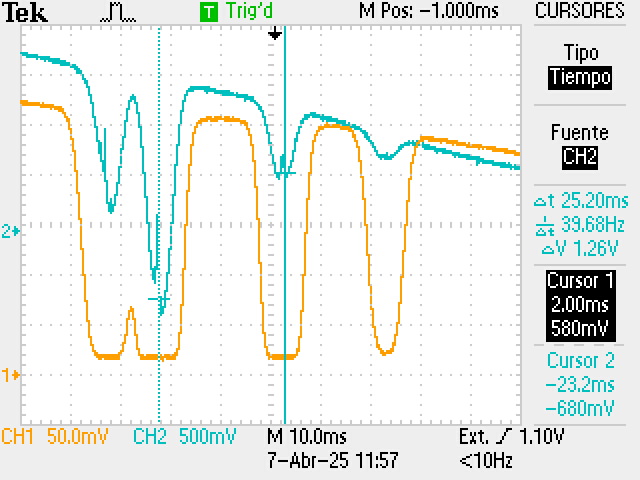 Tek T Trig'd M Pos: -1.000ms CURSORES
Tipo
Tiempo
Fuente
CH2
Δt 25.20ms
1/Δt 39.68Hz
ΔV 1.26V
Cursor 1
2.00ms
580mV
Cursor 2
-23.2ms
-680mV
2
1
CH1 50.0mV CH2 500mV M 10.0ms Ext. 1.10V
7-Abr-25 11:57 <10Hz